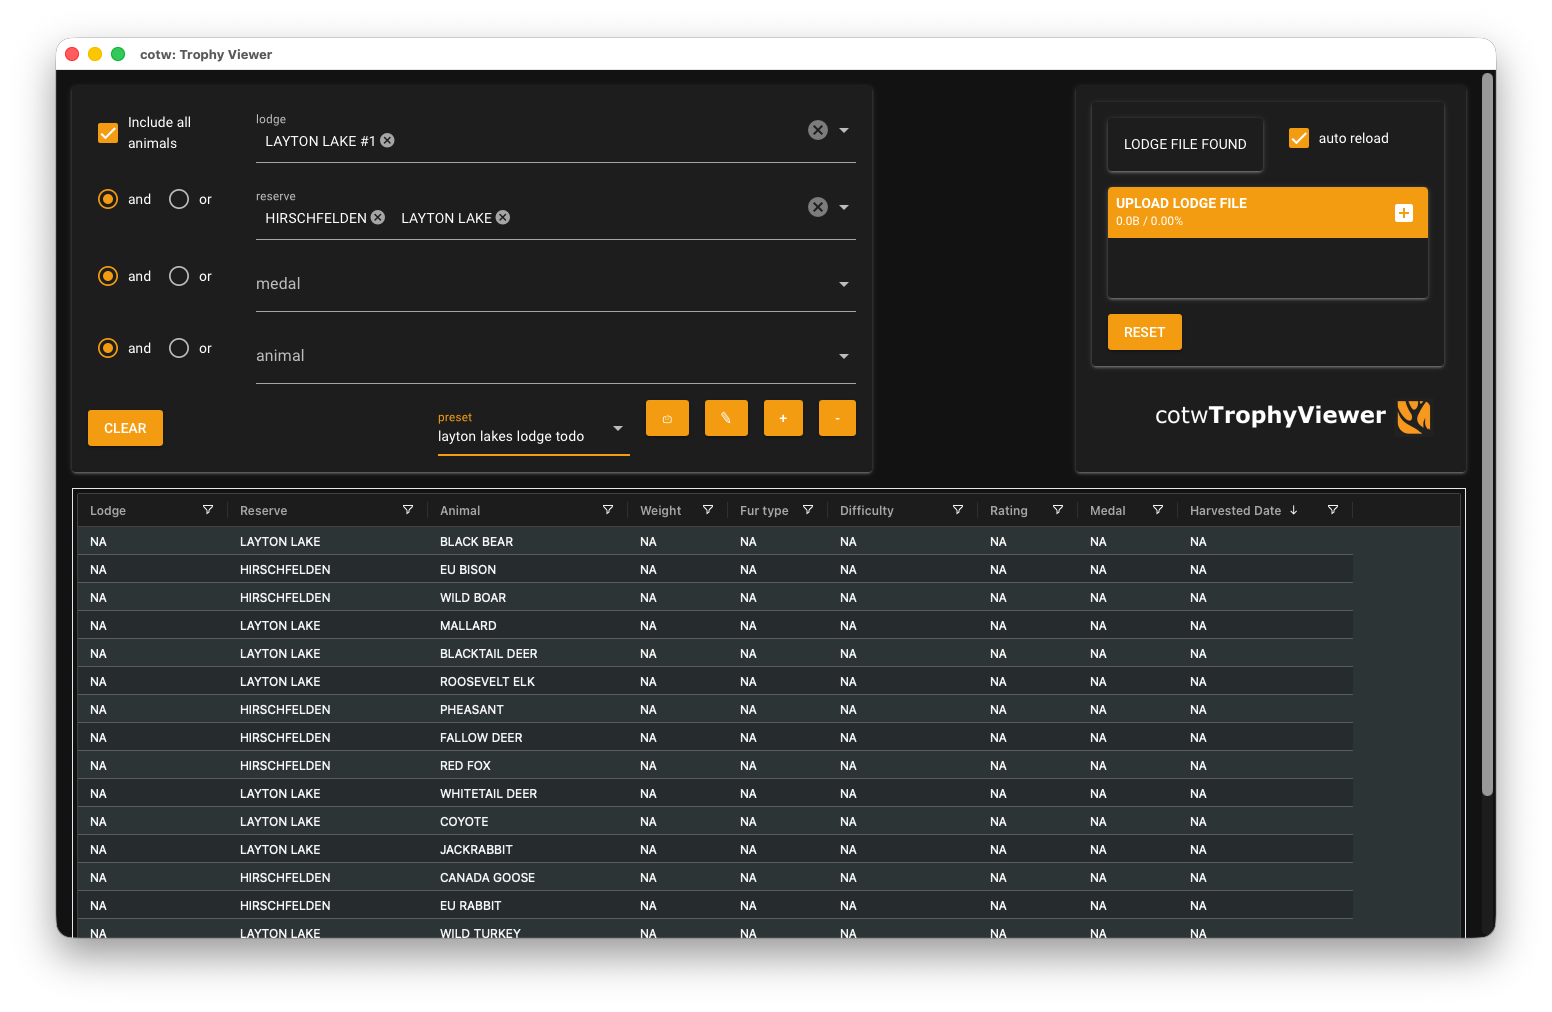 cotw: Trophy Viewer
Include all
animals
lodge
LAYTON LAKE #1
and or
reserve
HIRSCHFELDEN LAYTON LAKE
and or
medal
and or
animal
CLEAR
preset
layton lakes lodge todo
+
-
LODGE FILE FOUND
auto reload
UPLOAD LODGE FILE
0.0B / 0.00%
RESET
cotwTrophyViewer
Lodge Reserve Animal Weight Fur type Difficulty Rating Medal Harvested Date
NA LAYTON LAKE BLACK BEAR NA NA NA NA NA NA
NA HIRSCHFELDEN EU BISON NA NA NA NA NA NA
NA HIRSCHFELDEN WILD BOAR NA NA NA NA NA NA
NA LAYTON LAKE MALLARD NA NA NA NA NA NA
NA LAYTON LAKE BLACKTAIL DEER NA NA NA NA NA NA
NA LAYTON LAKE ROOSEVELT ELK NA NA NA NA NA NA
NA HIRSCHFELDEN PHEASANT NA NA NA NA NA NA
NA HIRSCHFELDEN FALLOW DEER NA NA NA NA NA NA
NA HIRSCHFELDEN RED FOX NA NA NA NA NA NA
NA LAYTON LAKE WHITETAIL DEER NA NA NA NA NA NA
NA LAYTON LAKE COYOTE NA NA NA NA NA NA
NA LAYTON LAKE JACKRABBIT NA NA NA NA NA NA
NA HIRSCHFELDEN CANADA GOOSE NA NA NA NA NA NA
NA HIRSCHFELDEN EU RABBIT NA NA NA NA NA NA
NA LAYTON LAKE WILD TURKEY NA NA NA NA NA NA